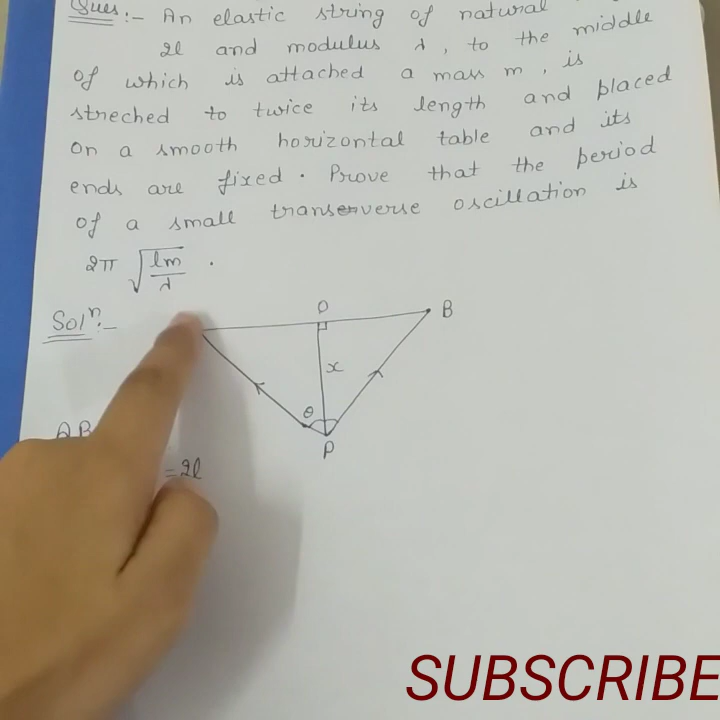 Ques :- An elastic string of natural
2l and modulus λ, to the middle
of which is attached a mass m, is
streched to twice its length and placed
on a smooth horizontal table and its
ends are fixed. Prove that the period
of a small transverse oscillation is
2π √(lm/λ) .
Solⁿ:-
O
B
x
θ
P
AB
=2l
SUBSCRIBE